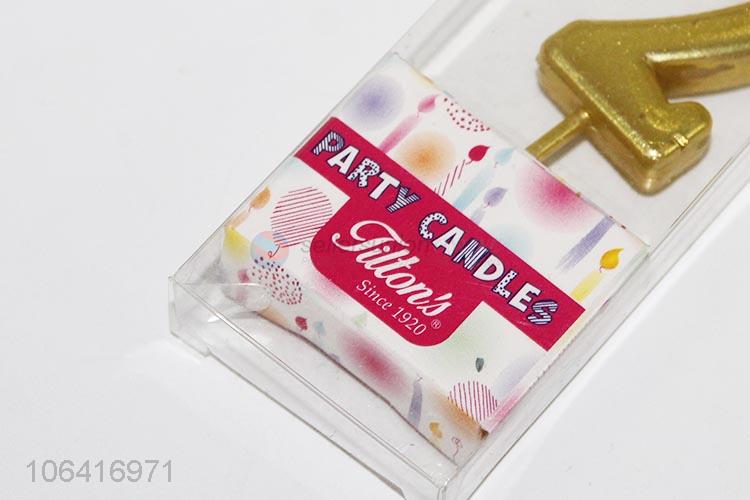 PARTY CANDLES
Tilton's
Since 1920 ®
106416971